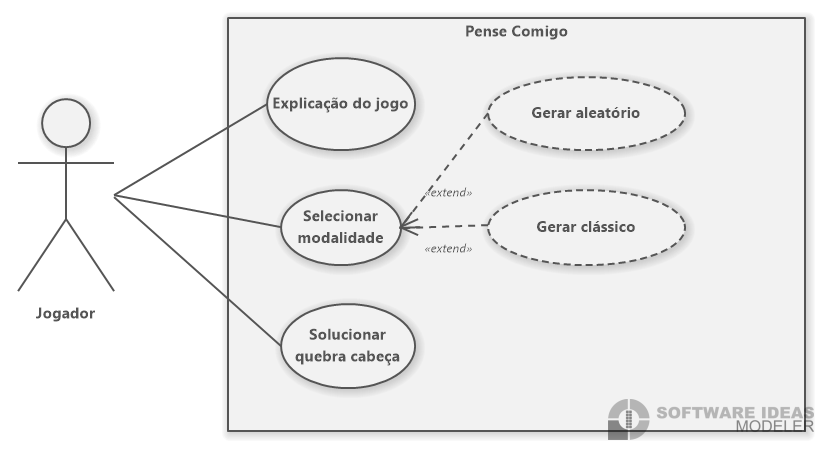 Pense Comigo
Explicação do jogo
Gerar aleatório
«extend»
Selecionar
modalidade
Gerar clássico
«extend»
Jogador
Solucionar
quebra cabeça
SOFTWARE IDEAS
MODELER